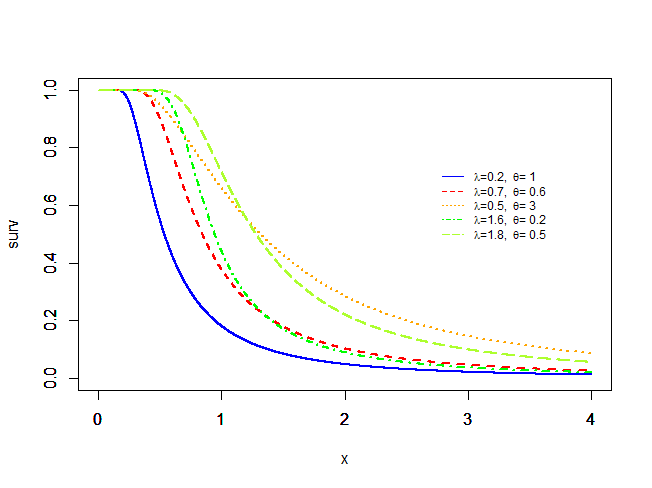 surv
1.0
0.8
0.6
0.4
0.2
0.0
λ=0.2, θ= 1
λ=0.7, θ= 0.6
λ=0.5, θ= 3
λ=1.6, θ= 0.2
λ=1.8, θ= 0.5
0 1 2 3 4
x